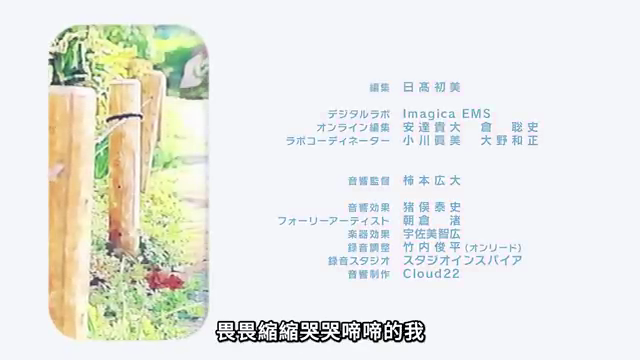 編集 日髙初美
デジタルラボ Imagica EMS
オンライン編集 安達貴大 倉 聡史
ラボコーディネーター 小川眞美 大野和正
音響監督 柿本広大
音響効果 猪俣泰史
フォーリーアーティスト 朝倉 渚
楽器効果 宇佐美智広
録音調整 竹内俊平(オンリード)
録音スタジオ スタジオインスパイア
音響制作 Cloud22
畏畏縮縮哭哭啼啼的我